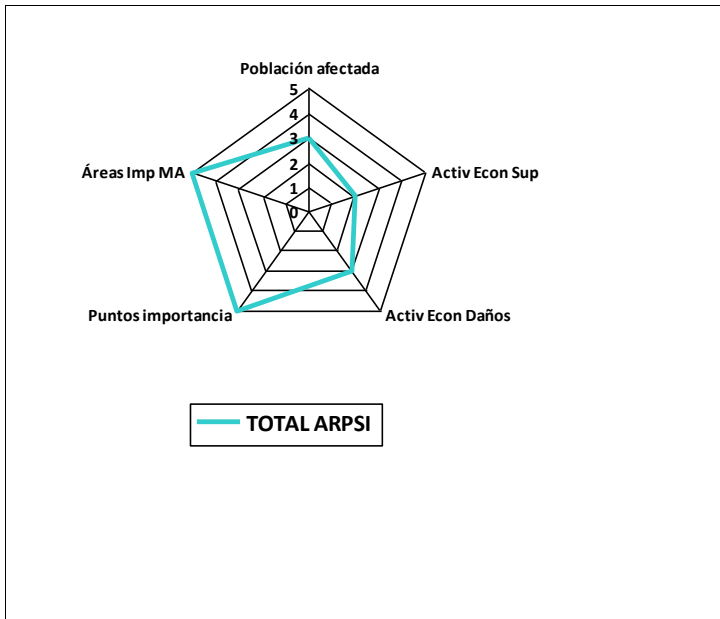 Población afectada
5
4
3
2
1
0
Áreas Imp MA
Activ Econ Sup
Puntos importancia
Activ Econ Daños
TOTAL ARPSI